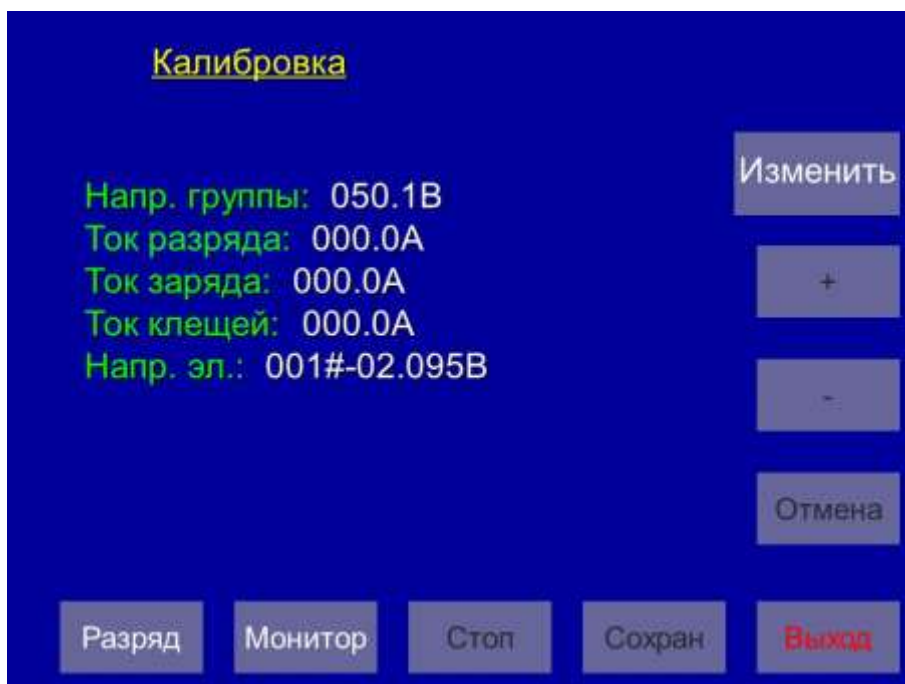 Калибровка
Изменить
Напр. группы: 050.1В
Ток разряда: 000.0А
Ток заряда: 000.0А
Ток клещей: 000.0А
Напр. эл.: 001#-02.095В
+
-
Отмена
Разряд Монитор Стоп Сохран Выход